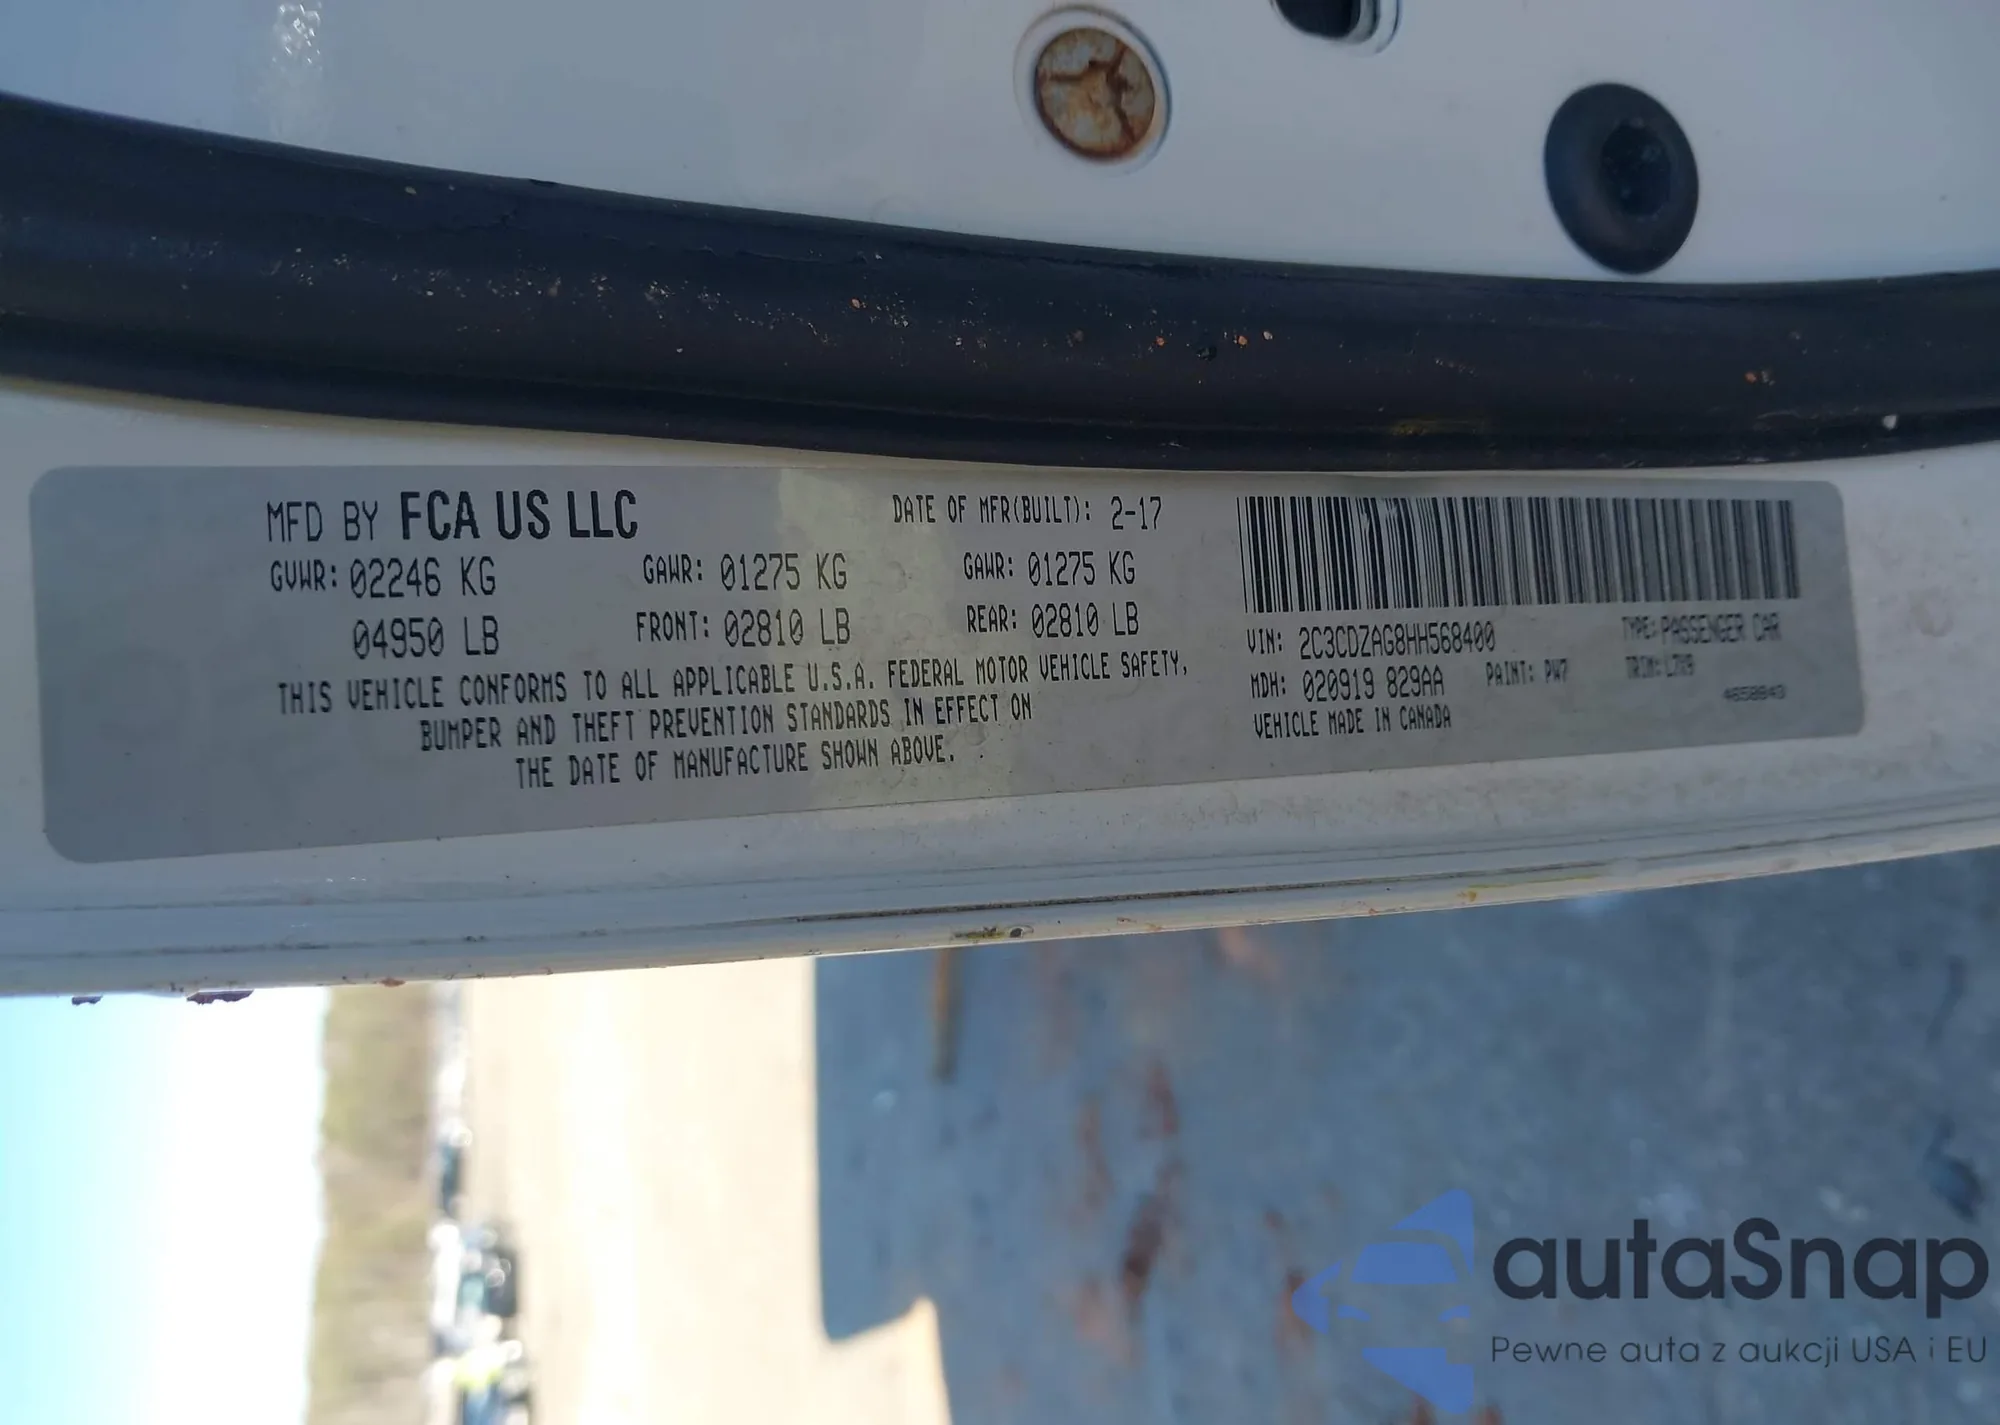 MFD BY FCA US LLC
DATE OF MFR(BUILT): 2-17
GVWR: 02246 KG
04950 LB
GAWR: 01275 KG
FRONT: 02810 LB
GAWR: 01275 KG
REAR: 02810 LB
THIS VEHICLE CONFORMS TO ALL APPLICABLE U.S.A. FEDERAL MOTOR VEHICLE SAFETY,
BUMPER AND THEFT PREVENTION STANDARDS IN EFFECT ON
THE DATE OF MANUFACTURE SHOWN ABOVE.
VIN: 2C3CDZAG8HH568400
TYPE: PASSENGER CAR
MDH: 020919 829AA
PAINT: PW7
TRIM:
VEHICLE MADE IN CANADA
autaSnap
Pewne auta z aukcji USA i EU